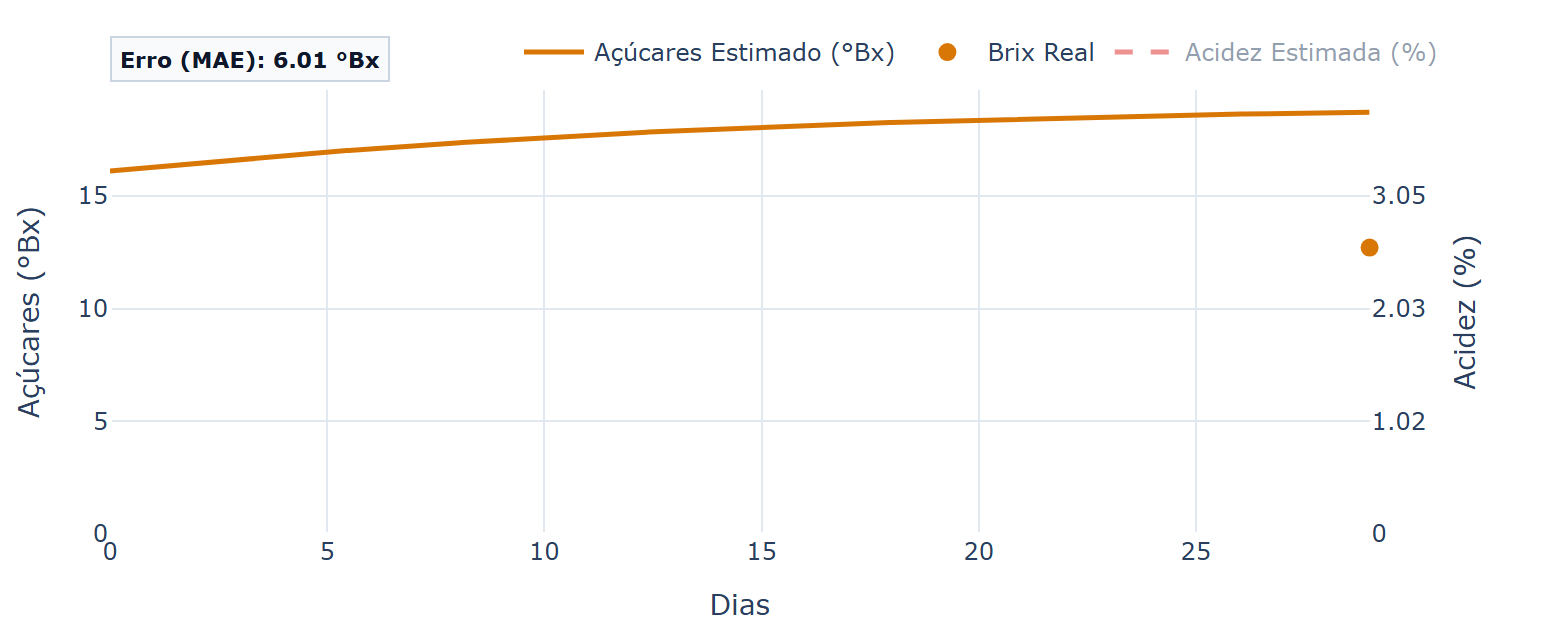 Erro (MAE): 6.01 ºBx
Açúcares Estimado (°Bx)
Brix Real
Acidez Estimada (%)
Açúcares (°Bx)
15
10
5
0
3.05
2.03
1.02
0
Acidez (%)
0
5
10
15
20
25
Dias